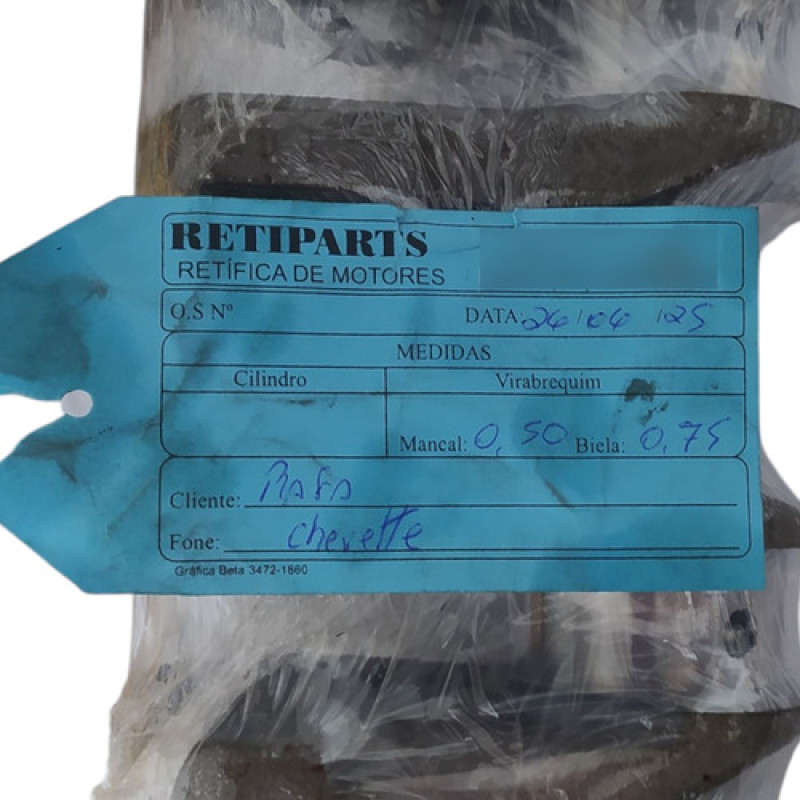 RETIPARTS
RETÍFICA DE MOTORES
O.S Nº DATA: 26/06/25
MEDIDAS
Cilindro Virabrequim
Mancal: 0,50 Biela: 0,75
Cliente: Rafa
Fone: chevette
Gráfica Beta 3472-1860